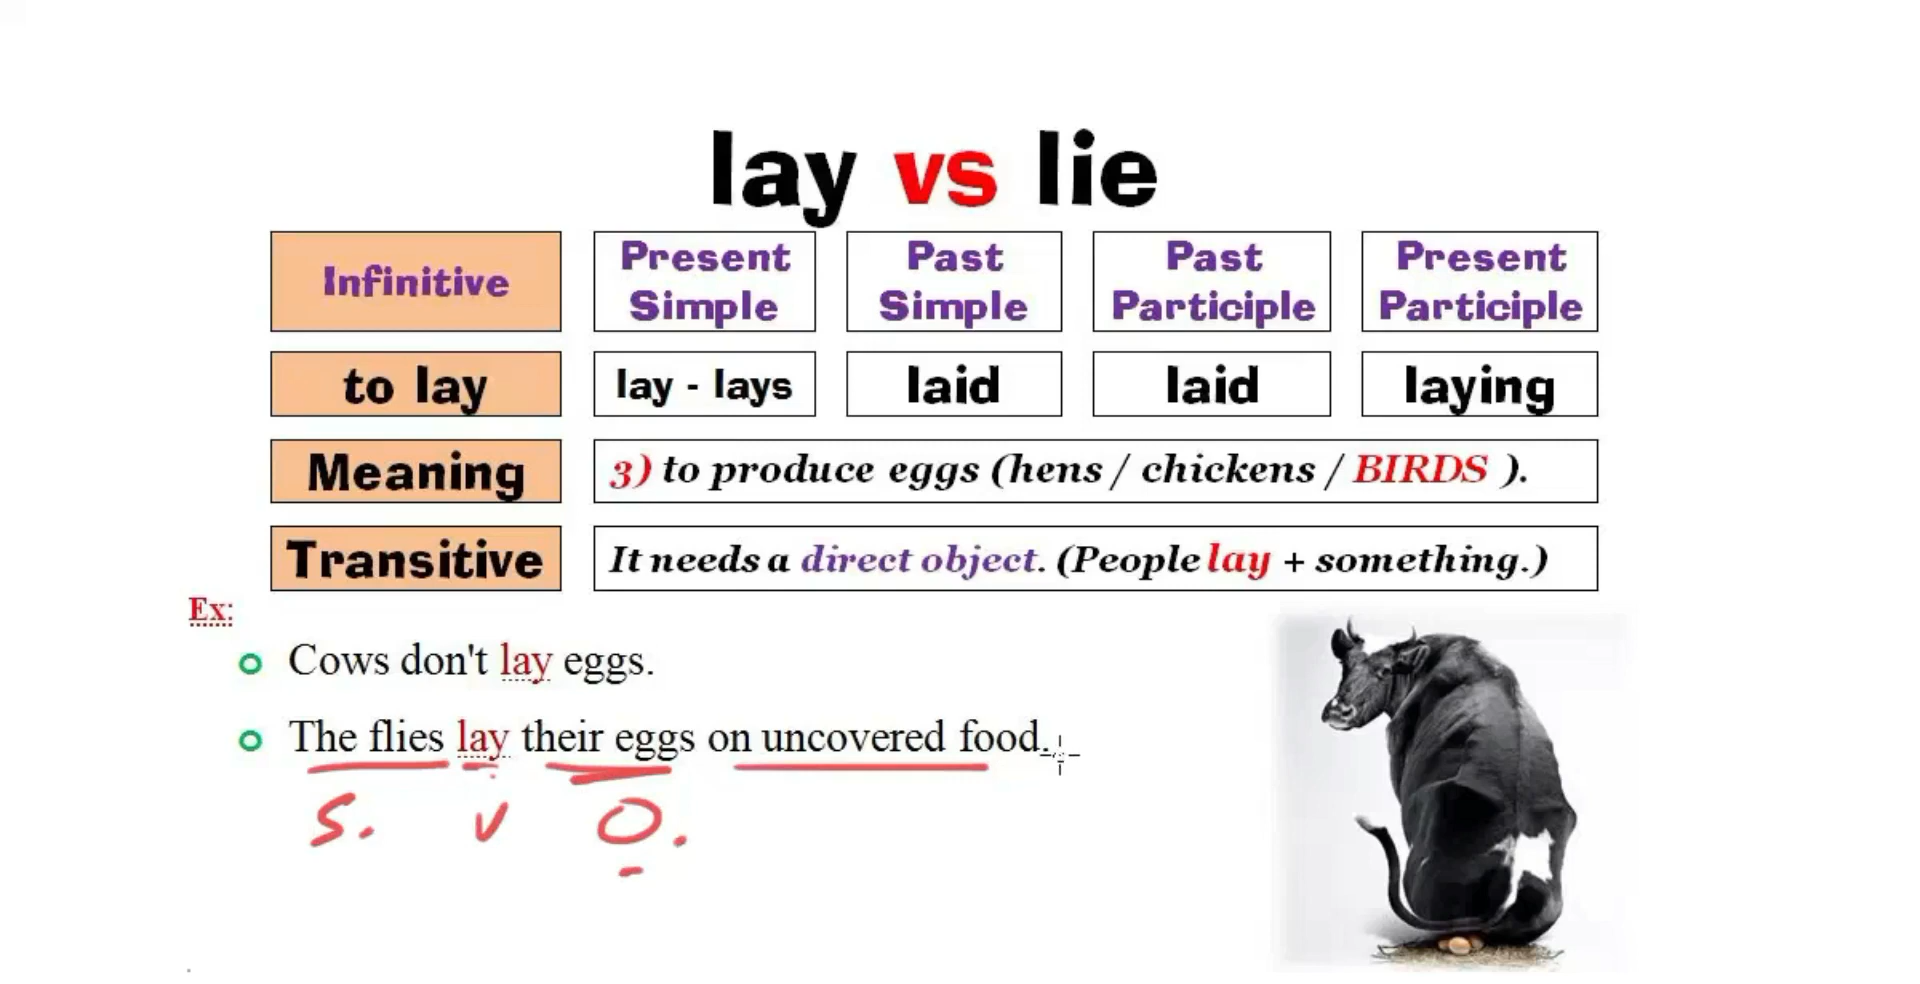 lay vs lie
Infinitive
Present Simple
Past Simple
Past Participle
Present Participle
to lay
lay - lays
laid
laid
laying
Meaning
3) to produce eggs (hens / chickens / BIRDS ).
Transitive
It needs a direct object. (People lay + something.)
Ex:
Cows don't lay eggs.
The flies lay their eggs on uncovered food.
S. v O.